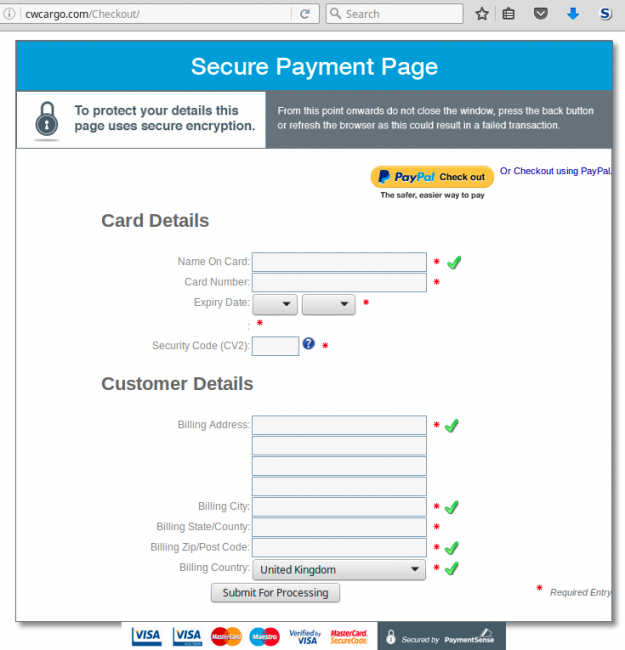 cwcargo.com/Checkout/
Search
S
Secure Payment Page
To protect your details this
page uses secure encryption.
From this point onwards do not close the window, press the back button
or refresh the browser as this could result in a failed transaction.
PayPal Check out
Or Checkout using PayPal.
The safer, easier way to pay
Card Details
Name On Card: *
Card Number: *
Expiry Date: *
: *
Security Code (CV2): ? *
Customer Details
Billing Address: *
Billing City: *
Billing State/County: *
Billing Zip/Post Code: *
Billing Country: United Kingdom *
Submit For Processing
* Required Entry
VISA VISA MasterCard Maestro Verified by VISA MasterCard. SecureCode. Secured by PaymentSense